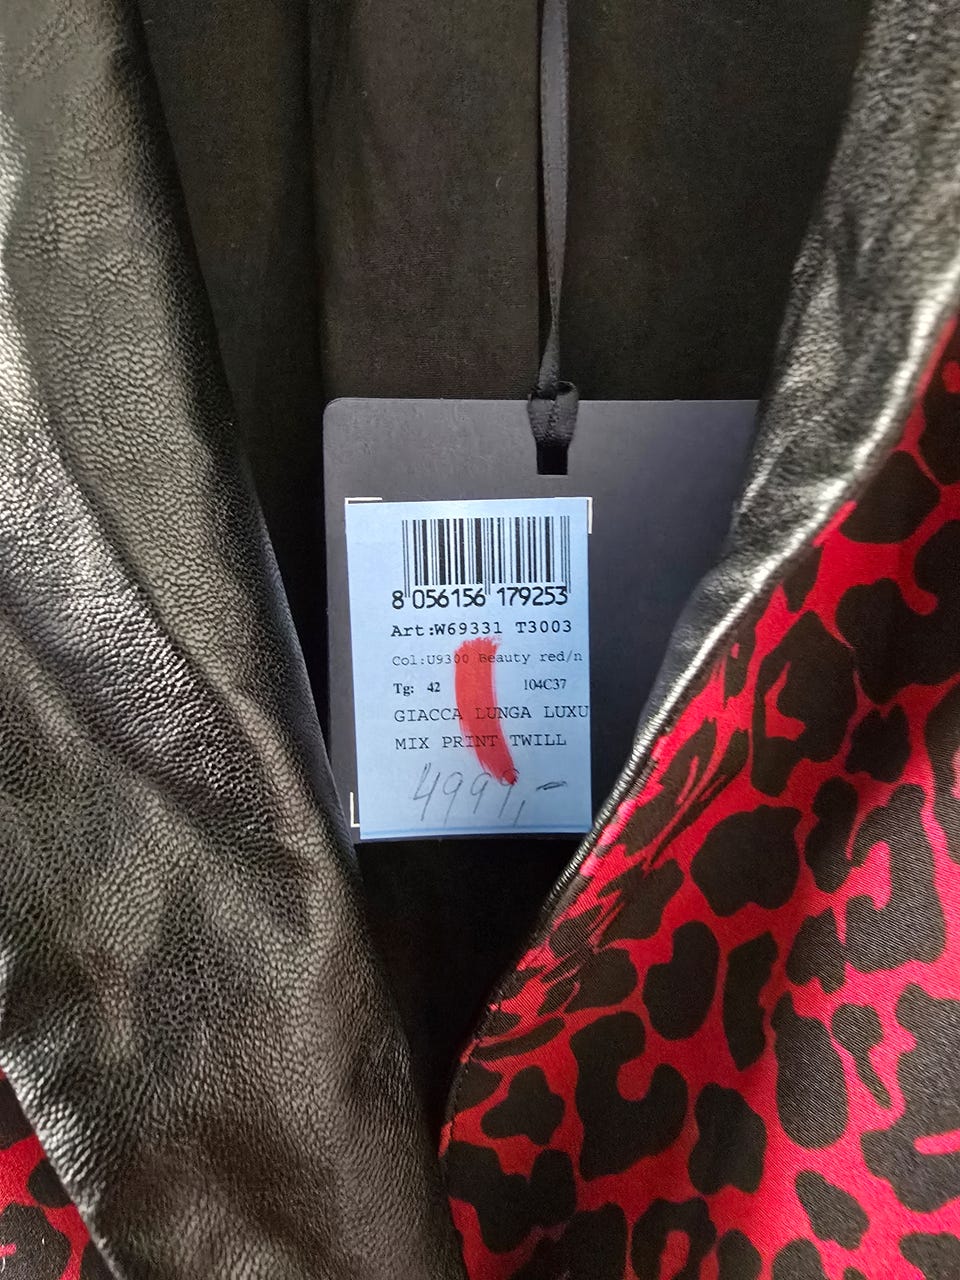 8 056156 179253
Art:W69331 T3003
Col:U9300 Beauty red/n
Tg: 42 104C37
GIACCA LUNGA LUXU
MIX PRINT TWILL
4999,-